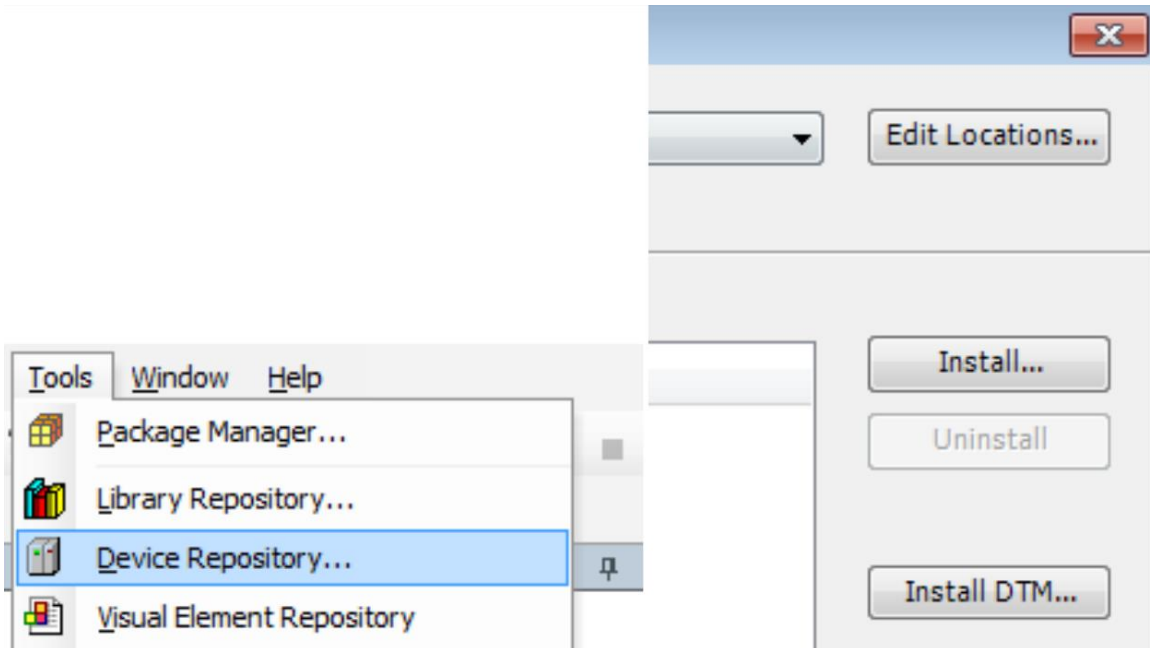 Edit Locations...
Install...
Uninstall
Install DTM...
Tools Window Help
Package Manager...
Library Repository...
Device Repository...
Visual Element Repository